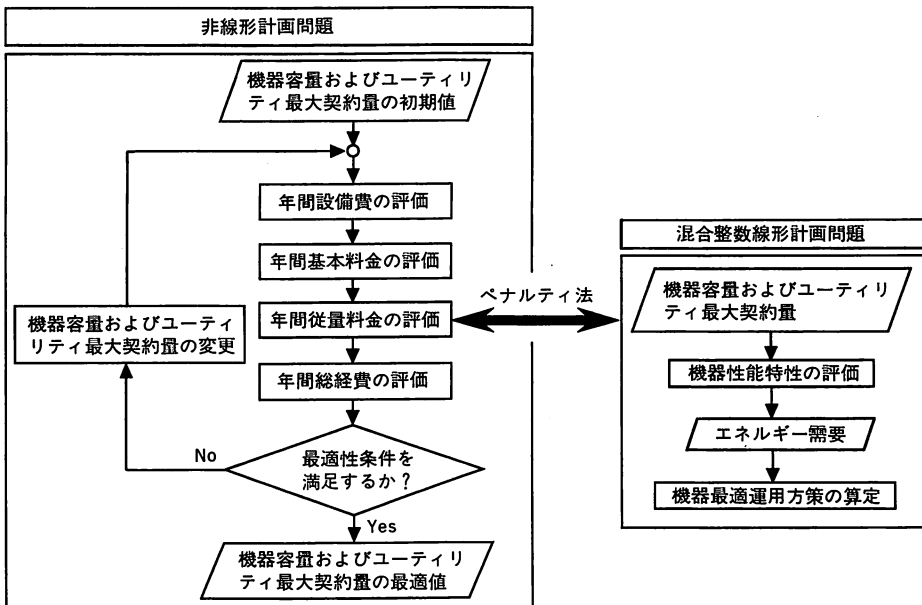 非線形計画問題
機器容量およびユーティリ
ティ最大契約量の初期値
年間設備費の評価
年間基本料金の評価
年間従量料金の評価
年間総経費の評価
機器容量およびユーティ
リティ最大契約量の変更
No
最適性条件を
満足するか?
Yes
機器容量およびユーティリ
ティ最大契約量の最適値
ペナルティ法
混合整数線形計画問題
機器容量およびユーティリ
ティ最大契約量
機器性能特性の評価
エネルギー需要
機器最適運用方策の算定